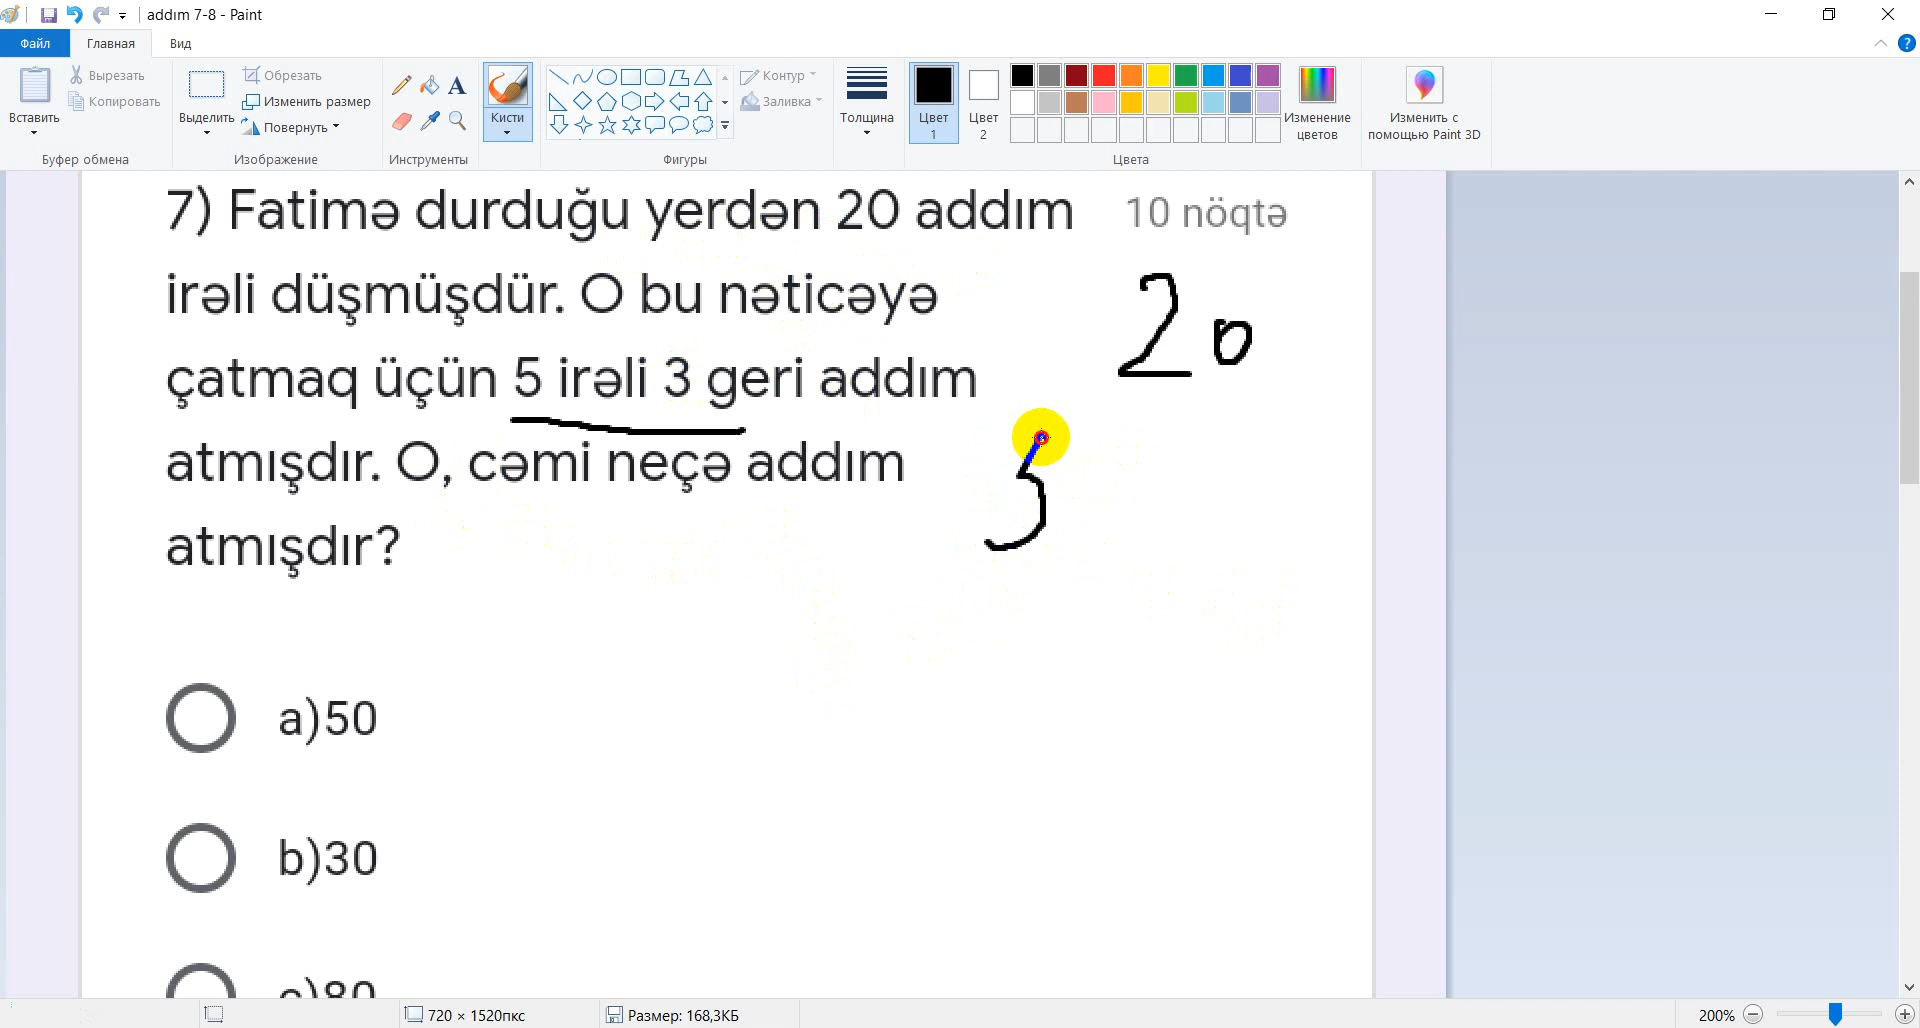 addım 7-8 - Paint
Файл Главная Вид
Вставить
Вырезать
Копировать
Буфер обмена
Выделить
Обрезать
Изменить размер
Повернуть
Изображение
Инструменты
Кисти
Контур
Заливка
Фигуры
Толщина
Цвет 1
Цвет 2
Изменение цветов
Цвета
Изменить с помощью Paint 3D
7) Fatimə durduğu yerdən 20 addım 10 nöqtə
irəli düşmüşdür. O bu nəticəyə
20
çatmaq üçün 5 irəli 3 geri addım
atmışdır. O, cəmi neçə addım
5
atmışdır?
a)50
b)30
c)80
720 × 1520пкс
Размер: 168,3КБ
200%